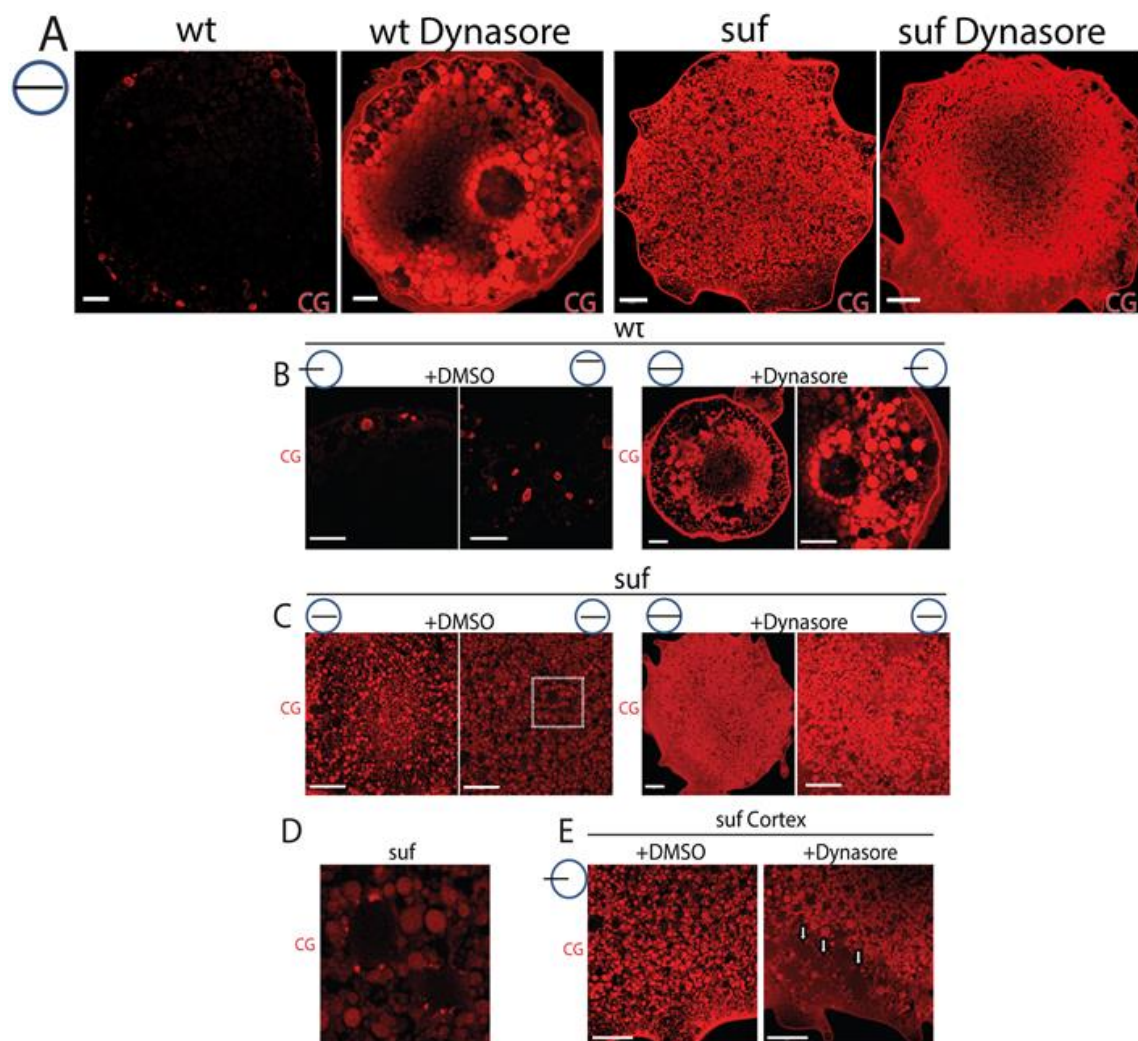 A
wt
wt Dynasore
suf
suf Dynasore
CG
CG
CG
CG
wt
B
+DMSO
+Dynasore
CG
CG
suf
C
+DMSO
+Dynasore
CG
CG
D
suf
CG
E
suf Cortex
+DMSO
+Dynasore
CG